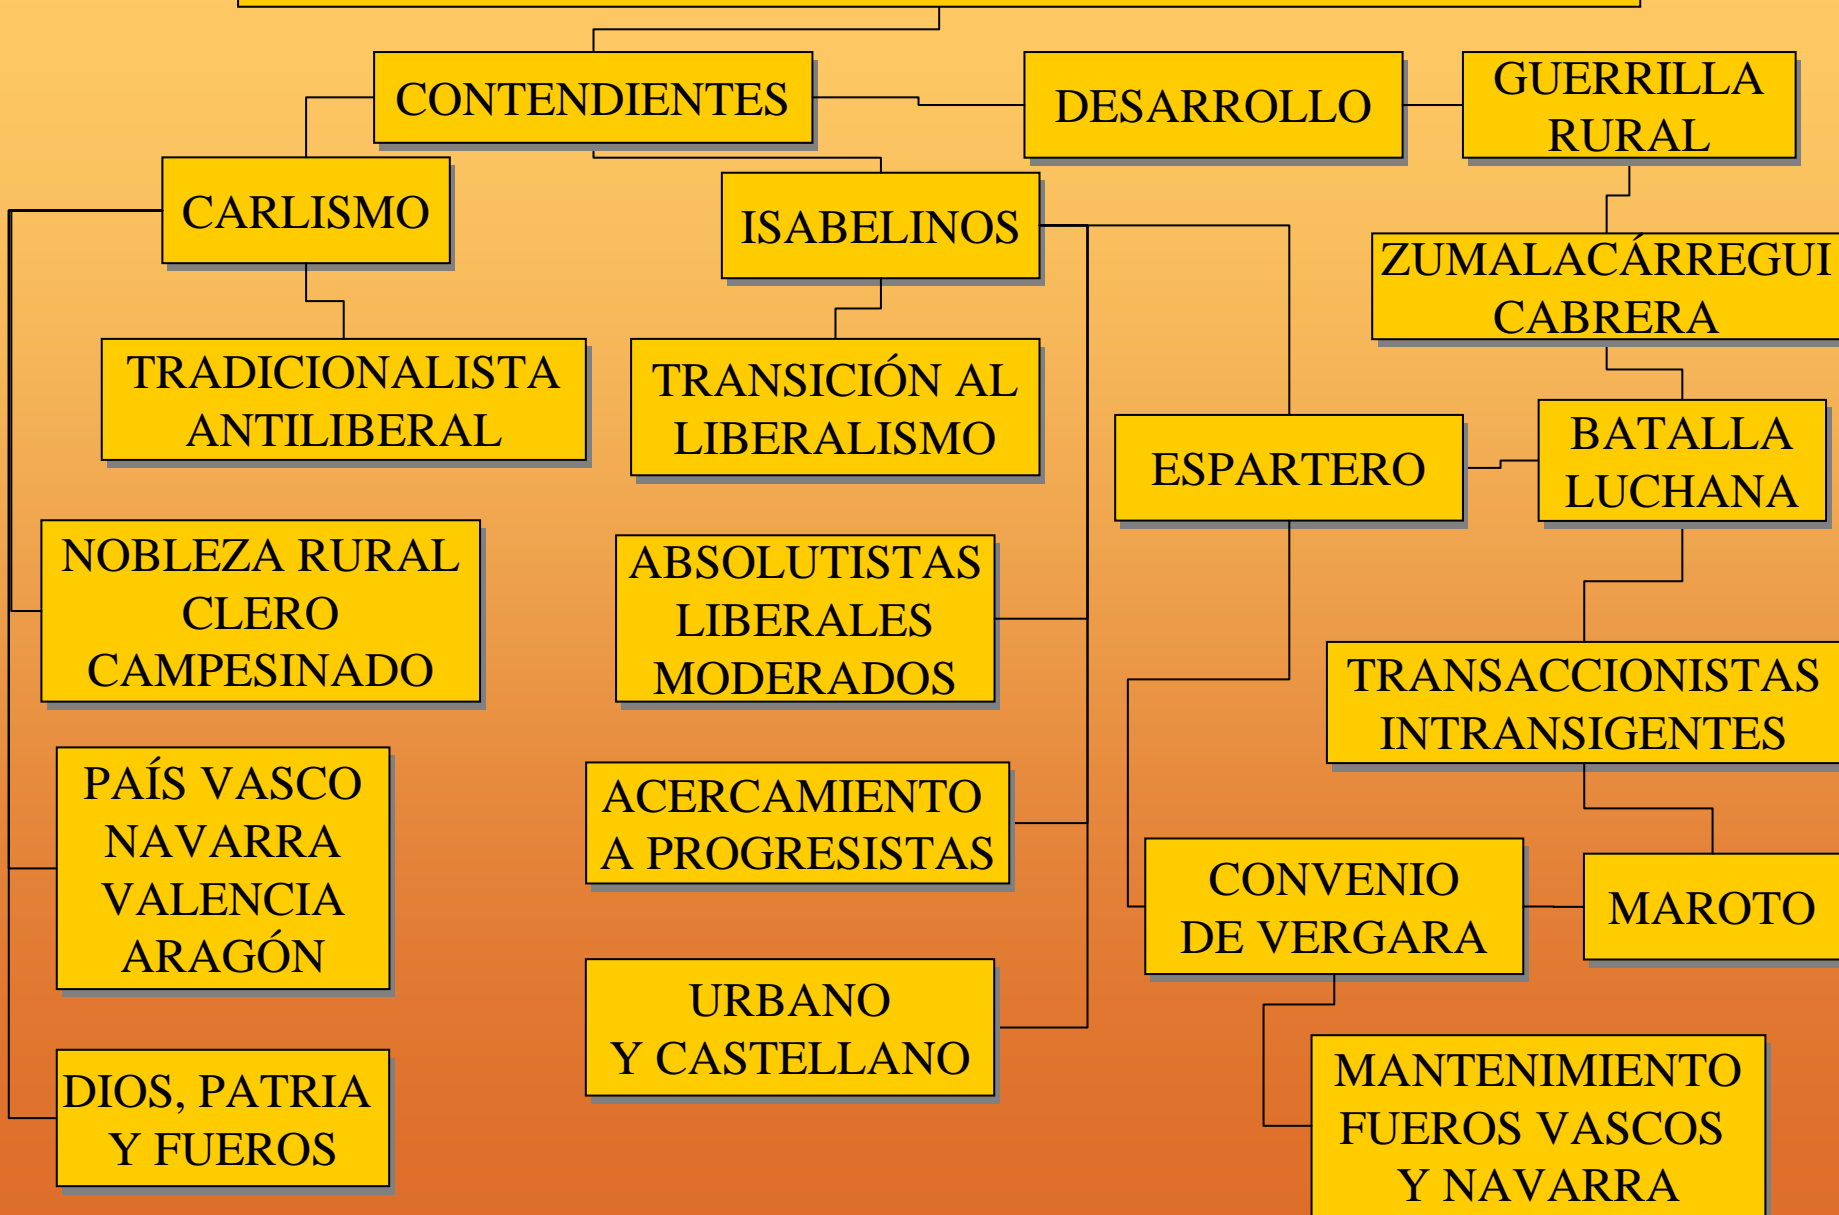 CONTENDIENTES
DESARROLLO
GUERRILLA
RURAL
CARLISMO
ISABELINOS
ZUMALACÁRREGUI
CABRERA
TRADICIONALISTA
ANTILIBERAL
TRANSICIÓN AL
LIBERALISMO
ESPARTERO
BATALLA
LUCHANA
NOBLEZA RURAL
CLERO
CAMPESINADO
ABSOLUTISTAS
LIBERALES
MODERADOS
TRANSACCIONISTAS
INTRANSIGENTES
PAÍS VASCO
NAVARRA
VALENCIA
ARAGÓN
ACERCAMIENTO
A PROGRESISTAS
CONVENIO
DE VERGARA
MAROTO
URBANO
Y CASTELLANO
DIOS, PATRIA
Y FUEROS
MANTENIMIENTO
FUEROS VASCOS
Y NAVARRA